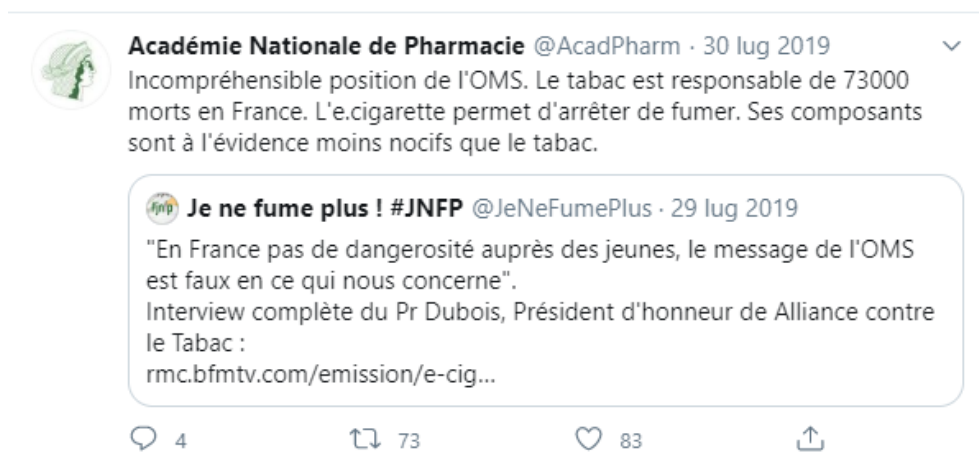 Académie Nationale de Pharmacie @AcadPharm · 30 lug 2019
Incompréhensible position de l'OMS. Le tabac est responsable de 73000
morts en France. L'e.cigarette permet d'arrêter de fumer. Ses composants
sont à l'évidence moins nocifs que le tabac.
fjnfp Je ne fume plus ! #JNFP @JeNeFumePlus · 29 lug 2019
"En France pas de dangerosité auprès des jeunes, le message de l'OMS
est faux en ce qui nous concerne".
Interview complète du Pr Dubois, Président d'honneur de Alliance contre
le Tabac :
rmc.bfmtv.com/emission/e-cig...
4 73 83